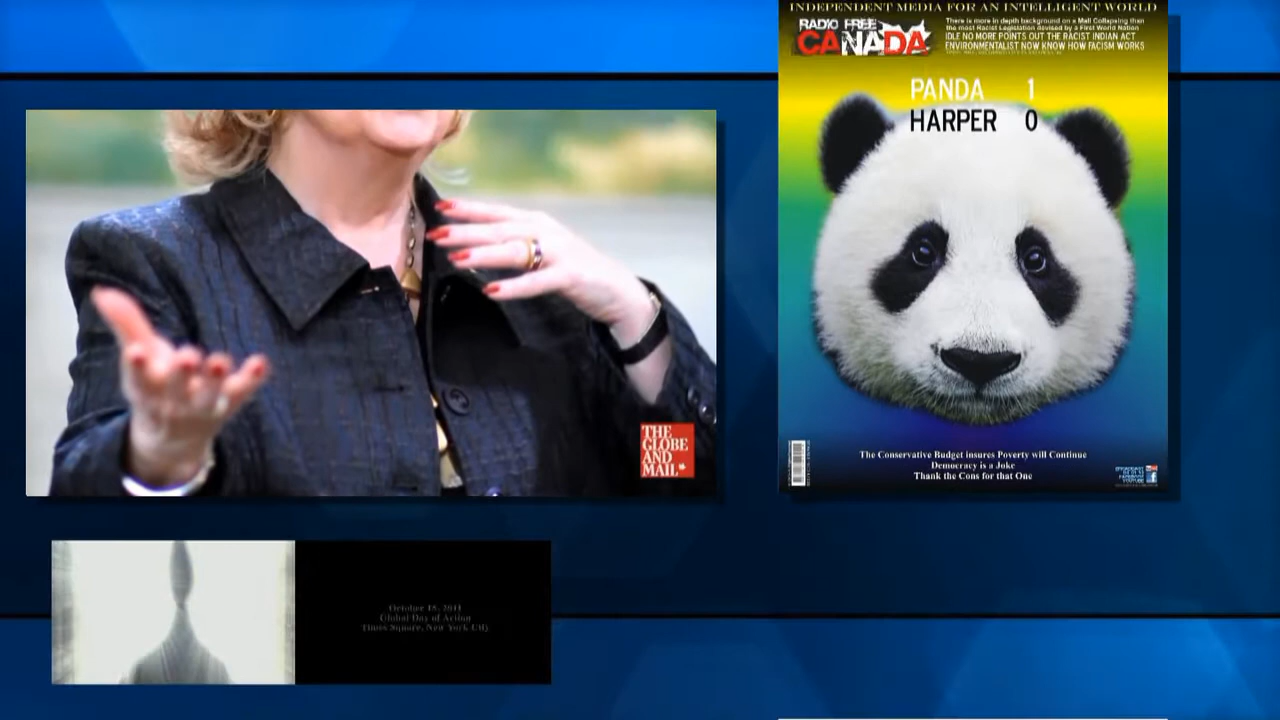 INDEPENDENT MEDIA FOR AN INTELLIGENT WORLD
RADIO FREE
CANADA
There is more in depth background on a Mall Collapsing than
the most Racist Legislation devised by a First World Nation
IDLE NO MORE POINTS OUT THE RACIST INDIAN ACT
ENVIRONMENTALIST NOW KNOW HOW FACISM WORKS
PANDA 1
HARPER 0
THE
GLOBE
AND
MAIL
The Conservative Budget insures Poverty will Continue
Democracy is a Joke
Thank the Cons for that One
Global Day of Action
Times Square, New York City